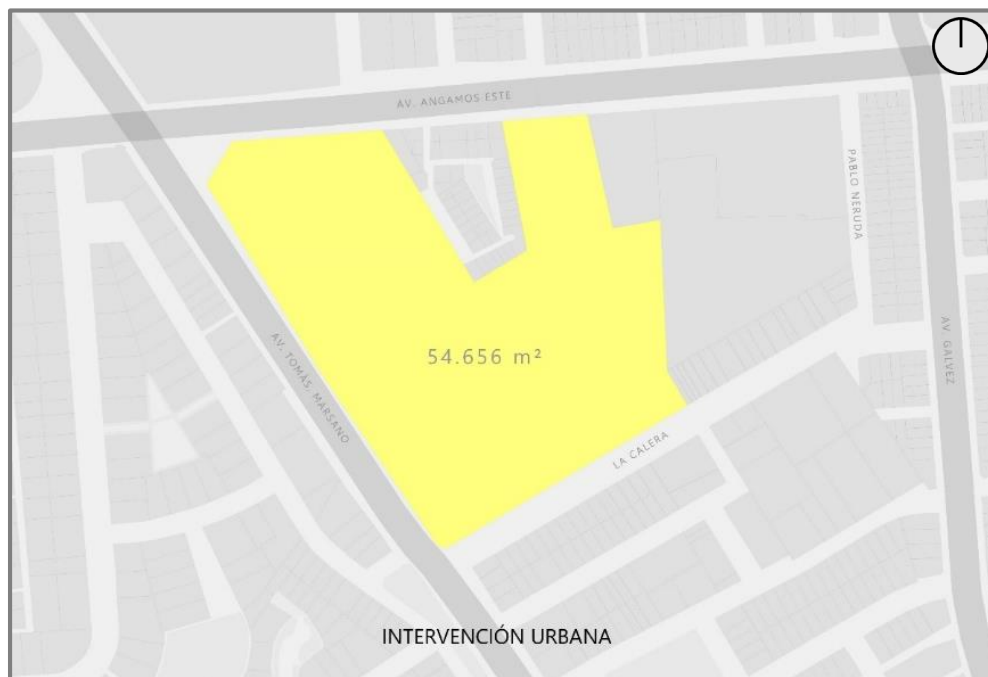 AV. ANGAMOS ESTE
PABLO NERUDA
AV. TOMÁS MARSANO
54.656 m²
AV. GALVEZ
LA CALERA
INTERVENCIÓN URBANA